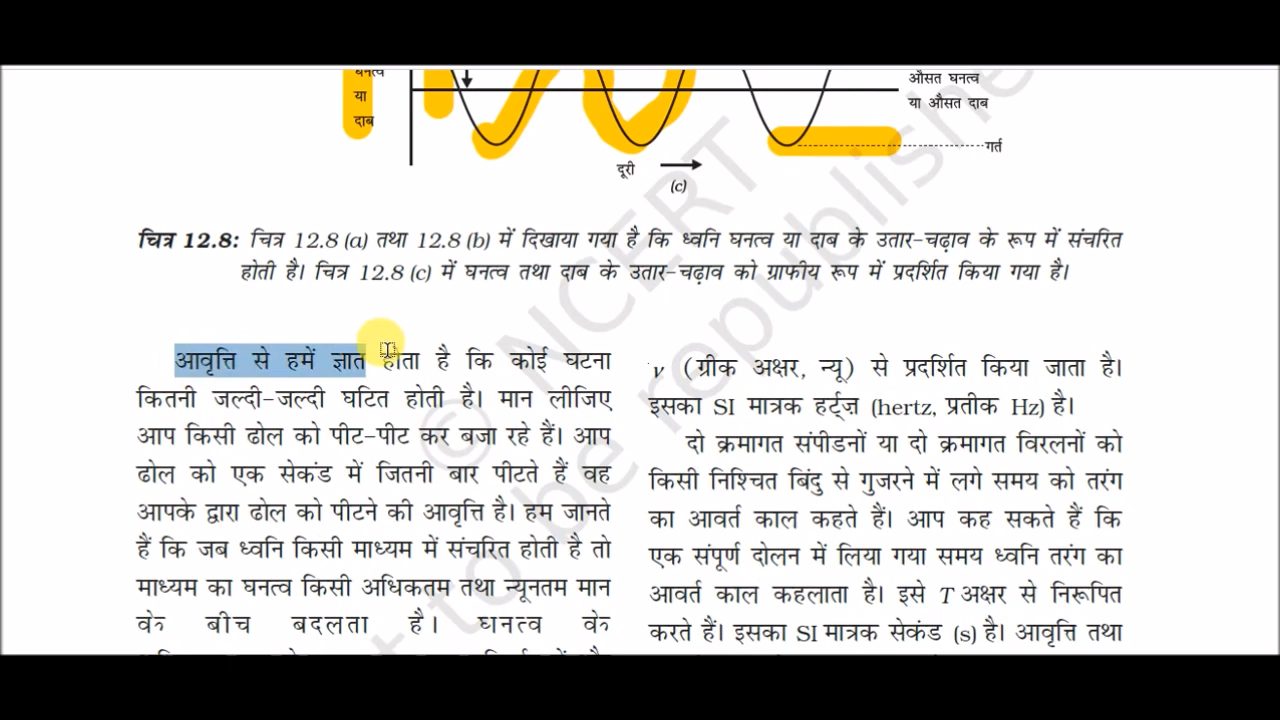 घनत्व
या
दाब
औसत घनत्व
या औसत दाब
गर्त
दूरी
(c)
चित्र 12.8: चित्र 12.8 (a) तथा 12.8 (b) में दिखाया गया है कि ध्वनि घनत्व या दाब के उतार-चढ़ाव के रूप में संचरित
होती है। चित्र 12.8 (c) में घनत्व तथा दाब के उतार-चढ़ाव को ग्राफीय रूप में प्रदर्शित किया गया है।
आवृत्ति से हमें ज्ञात होता है कि कोई घटना
कितनी जल्दी-जल्दी घटित होती है। मान लीजिए
आप किसी ढोल को पीट-पीट कर बजा रहे हैं। आप
ढोल को एक सेकंड में जितनी बार पीटते हैं वह
आपके द्वारा ढोल को पीटने की आवृत्ति है। हम जानते
हैं कि जब ध्वनि किसी माध्यम में संचरित होती है तो
माध्यम का घनत्व किसी अधिकतम तथा न्यूनतम मान
के बीच बदलता है। घनत्व के
ν (ग्रीक अक्षर, न्यू) से प्रदर्शित किया जाता है।
इसका SI मात्रक हर्ट्ज़ (hertz, प्रतीक Hz) है।
दो क्रमागत संपीडनों या दो क्रमागत विरलनों को
किसी निश्चित बिंदु से गुजरने में लगे समय को तरंग
का आवर्त काल कहते हैं। आप कह सकते हैं कि
एक संपूर्ण दोलन में लिया गया समय ध्वनि तरंग का
आवर्त काल कहलाता है। इसे T अक्षर से निरूपित
करते हैं। इसका SI मात्रक सेकंड (s) है। आवृत्ति तथा
© NCERT
t to be republishe